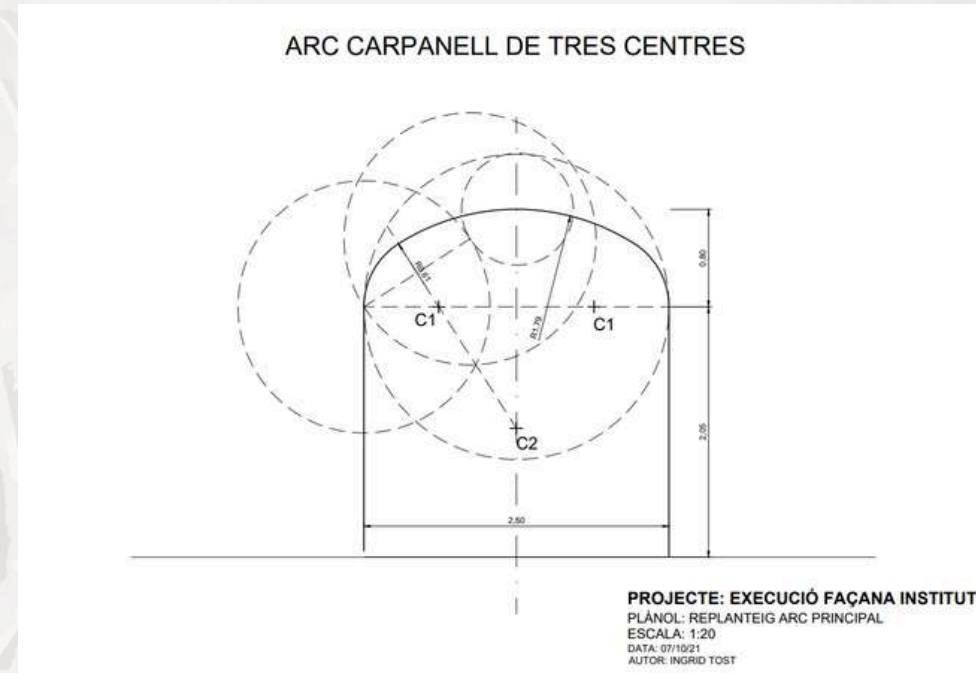 ARC CARPANELL DE TRES CENTRES
R0.61
C1
C1
R1.79
0.80
C2
2.05
2.50
PROJECTE: EXECUCIÓ FAÇANA INSTITUT
PLÀNOL: REPLANTEIG ARC PRINCIPAL
ESCALA: 1:20
DATA: 07/10/21
AUTOR: INGRID TOST